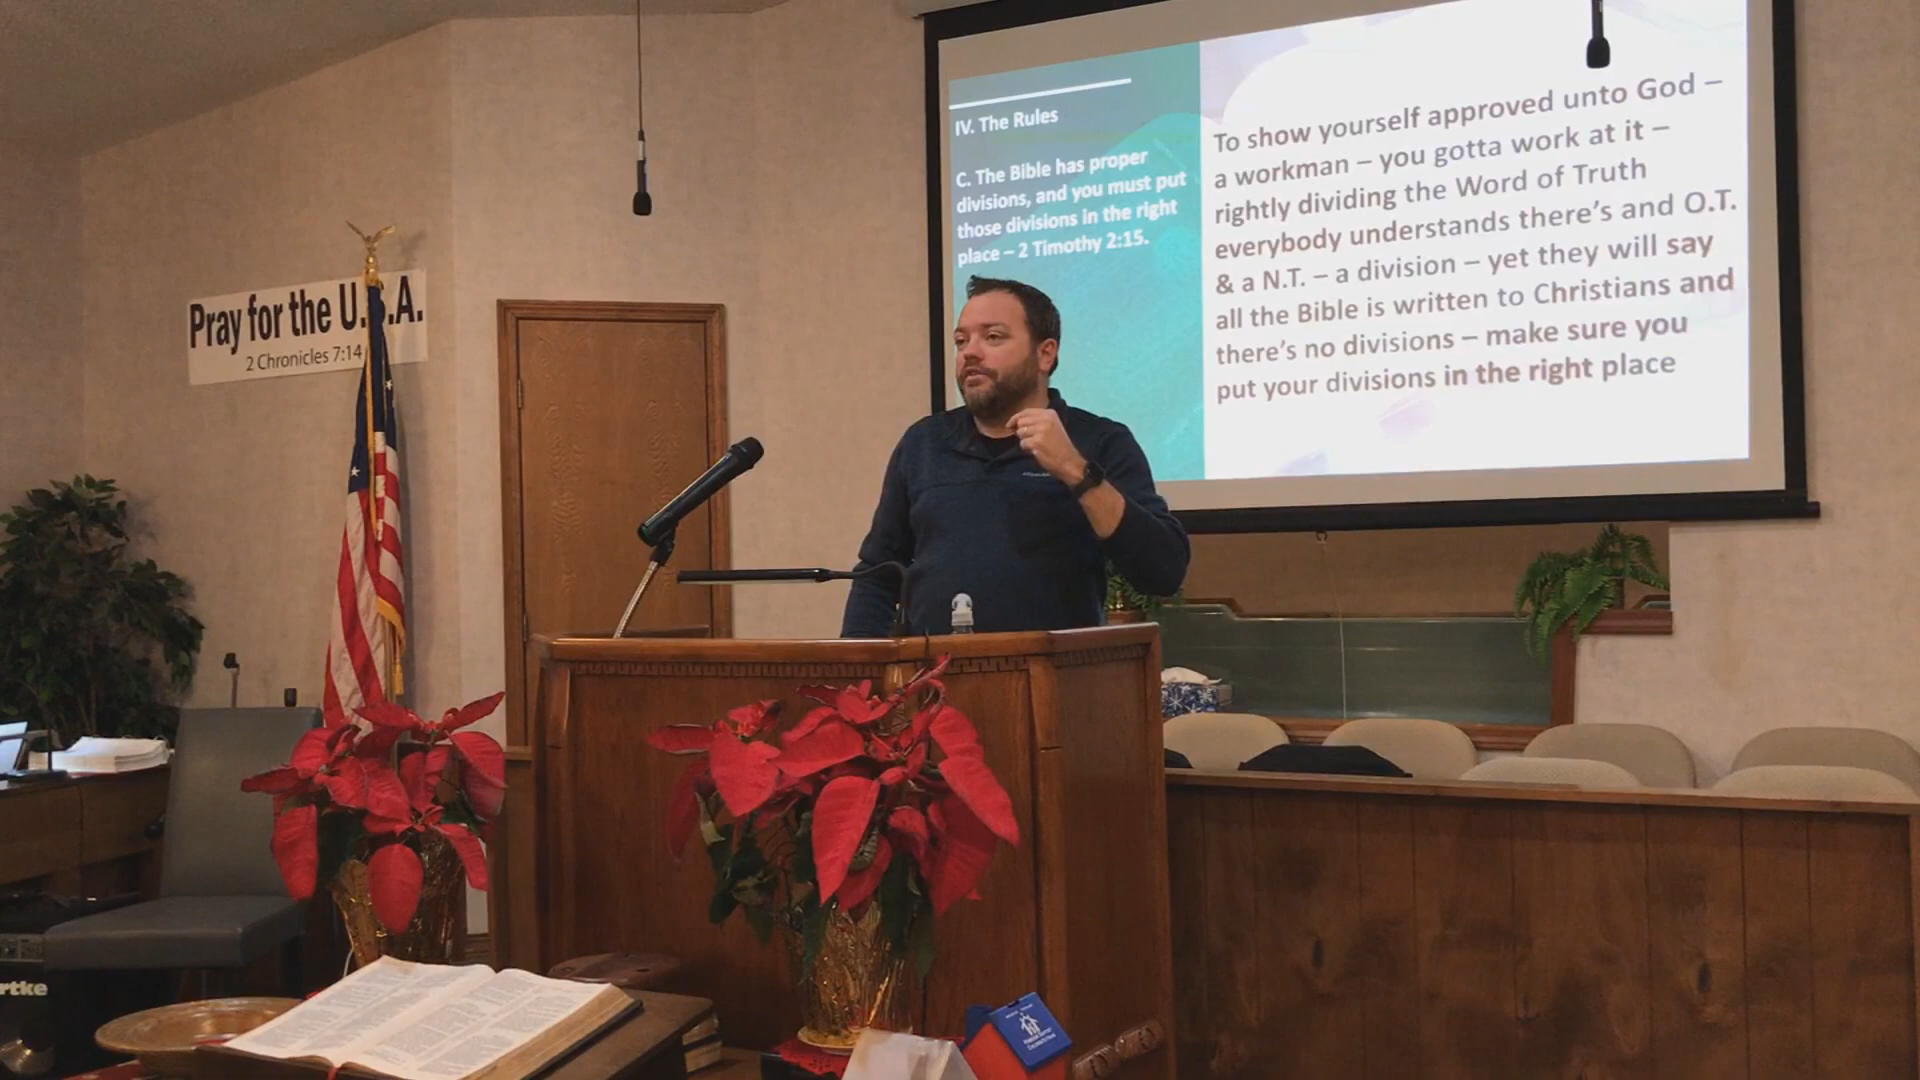 Pray for the U.S.A.
2 Chronicles 7:14
IV. The Rules
C. The Bible has proper
divisions, and you must put
those divisions in the right
place – 2 Timothy 2:15.
To show yourself approved unto God –
a workman – you gotta work at it –
rightly dividing the Word of Truth
everybody understands there's and O.T.
& a N.T. – a division – yet they will say
all the Bible is written to Christians and
there's no divisions – make sure you
put your divisions in the right place
rtke